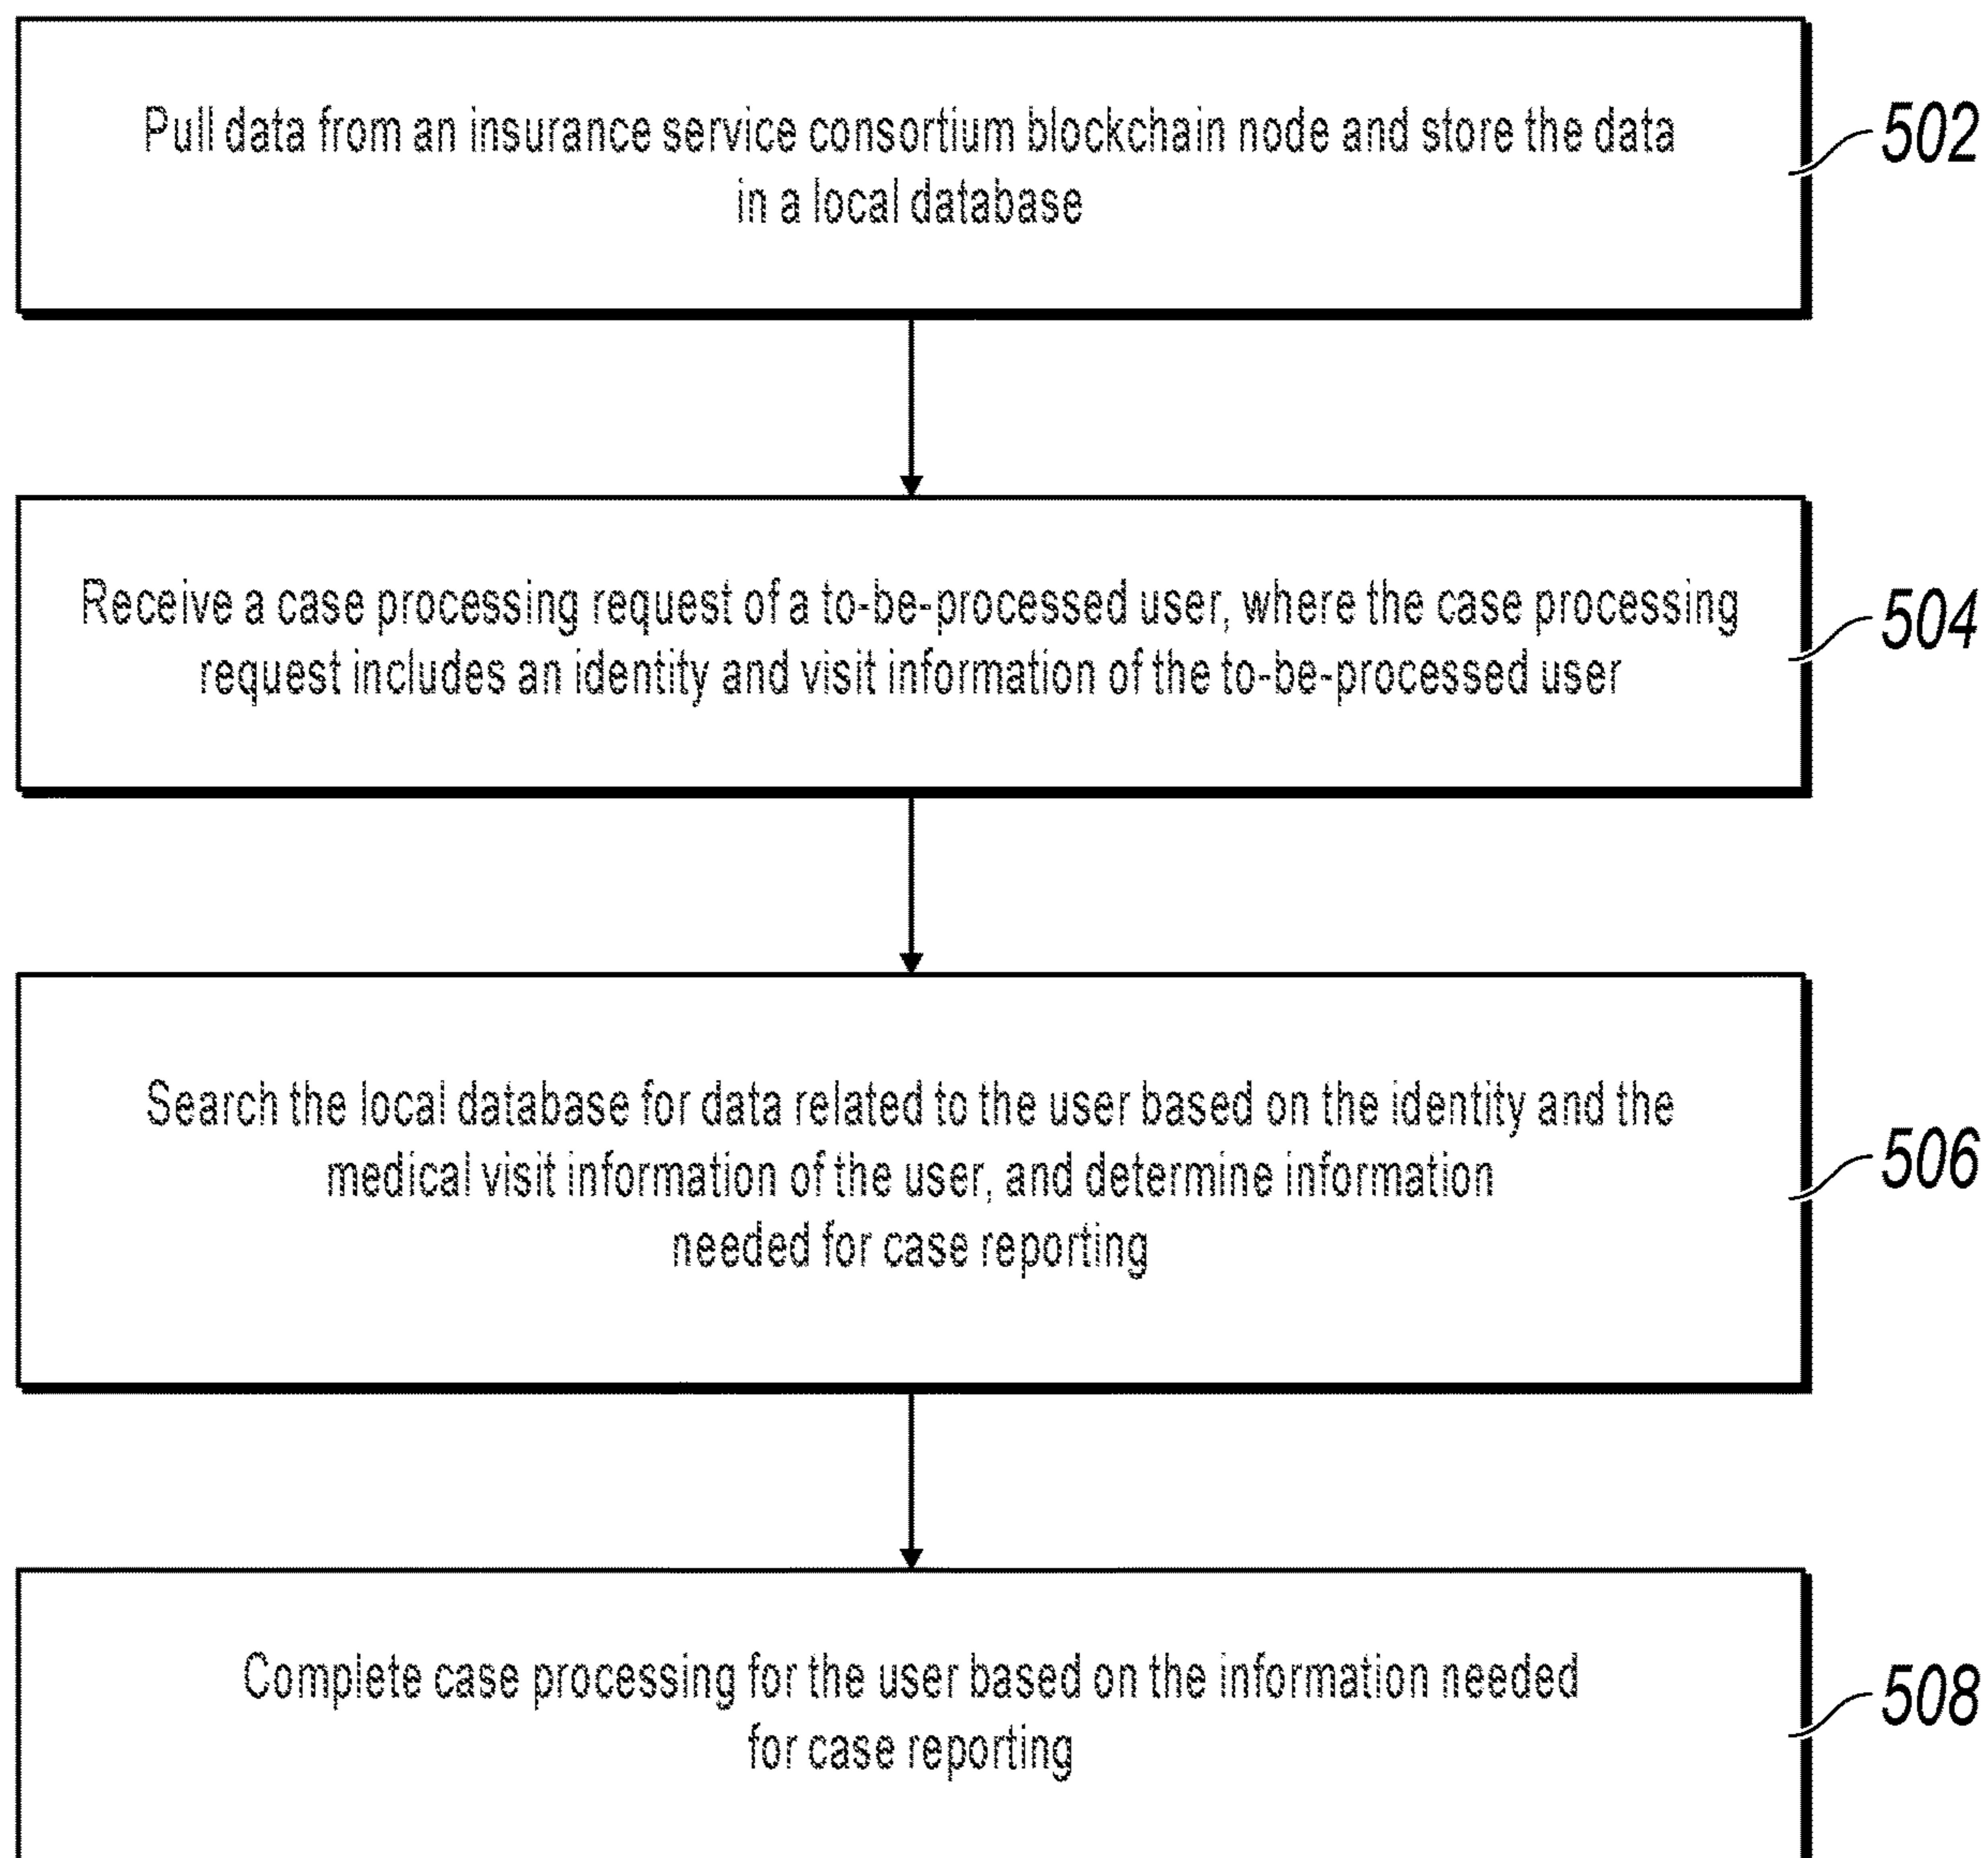 Pull data from an insurance service consortium blockchain node and store the data
in a local database
502
Receive a case processing request of a to-be-processed user, where the case processing
request includes an identity and visit information of the to-be-processed user
504
Search the local database for data related to the user based on the identity and the
medical visit information of the user, and determine information
needed for case reporting
506
Complete case processing for the user based on the information needed
for case reporting
508